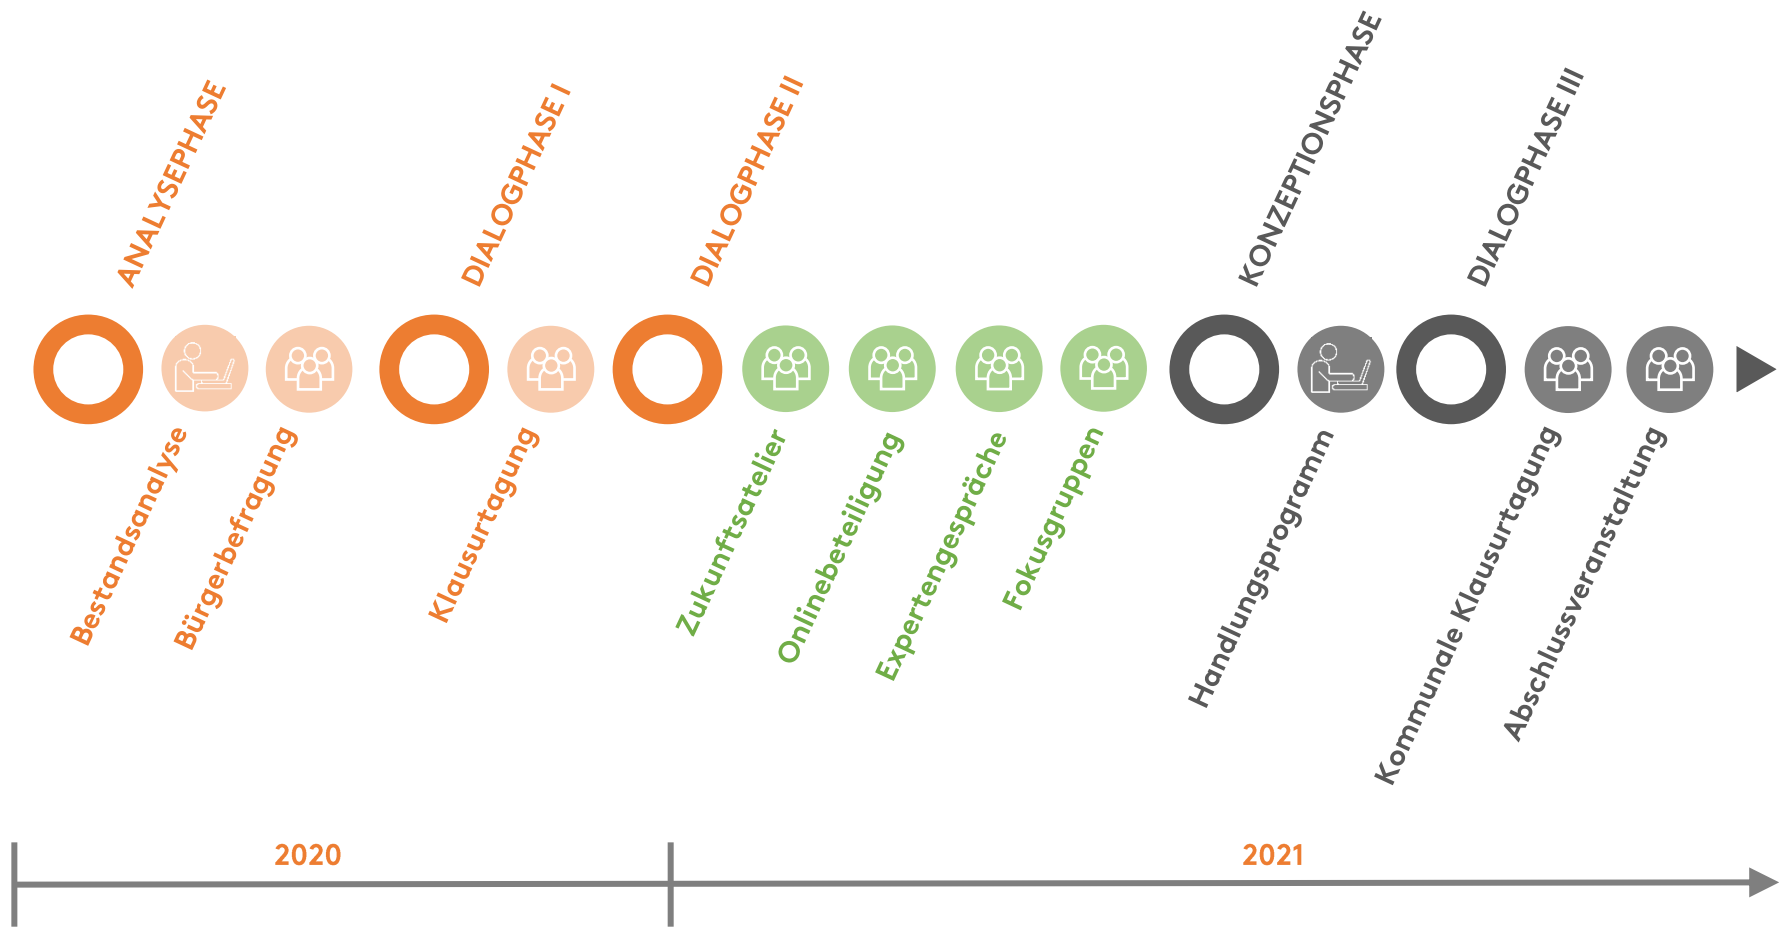 ANALYSEPHASE
DIALOGPHASE I
DIALOGPHASE II
KONZEPTIONSPHASE
DIALOGPHASE III
Bestandsanalyse
Bürgerbefragung
Klausurtagung
Zukunftsatelier
Onlinebeteiligung
Expertengespräche
Fokusgruppen
Handlungsprogramm
Kommunale Klausurtagung
Abschlussveranstaltung
2020
2021